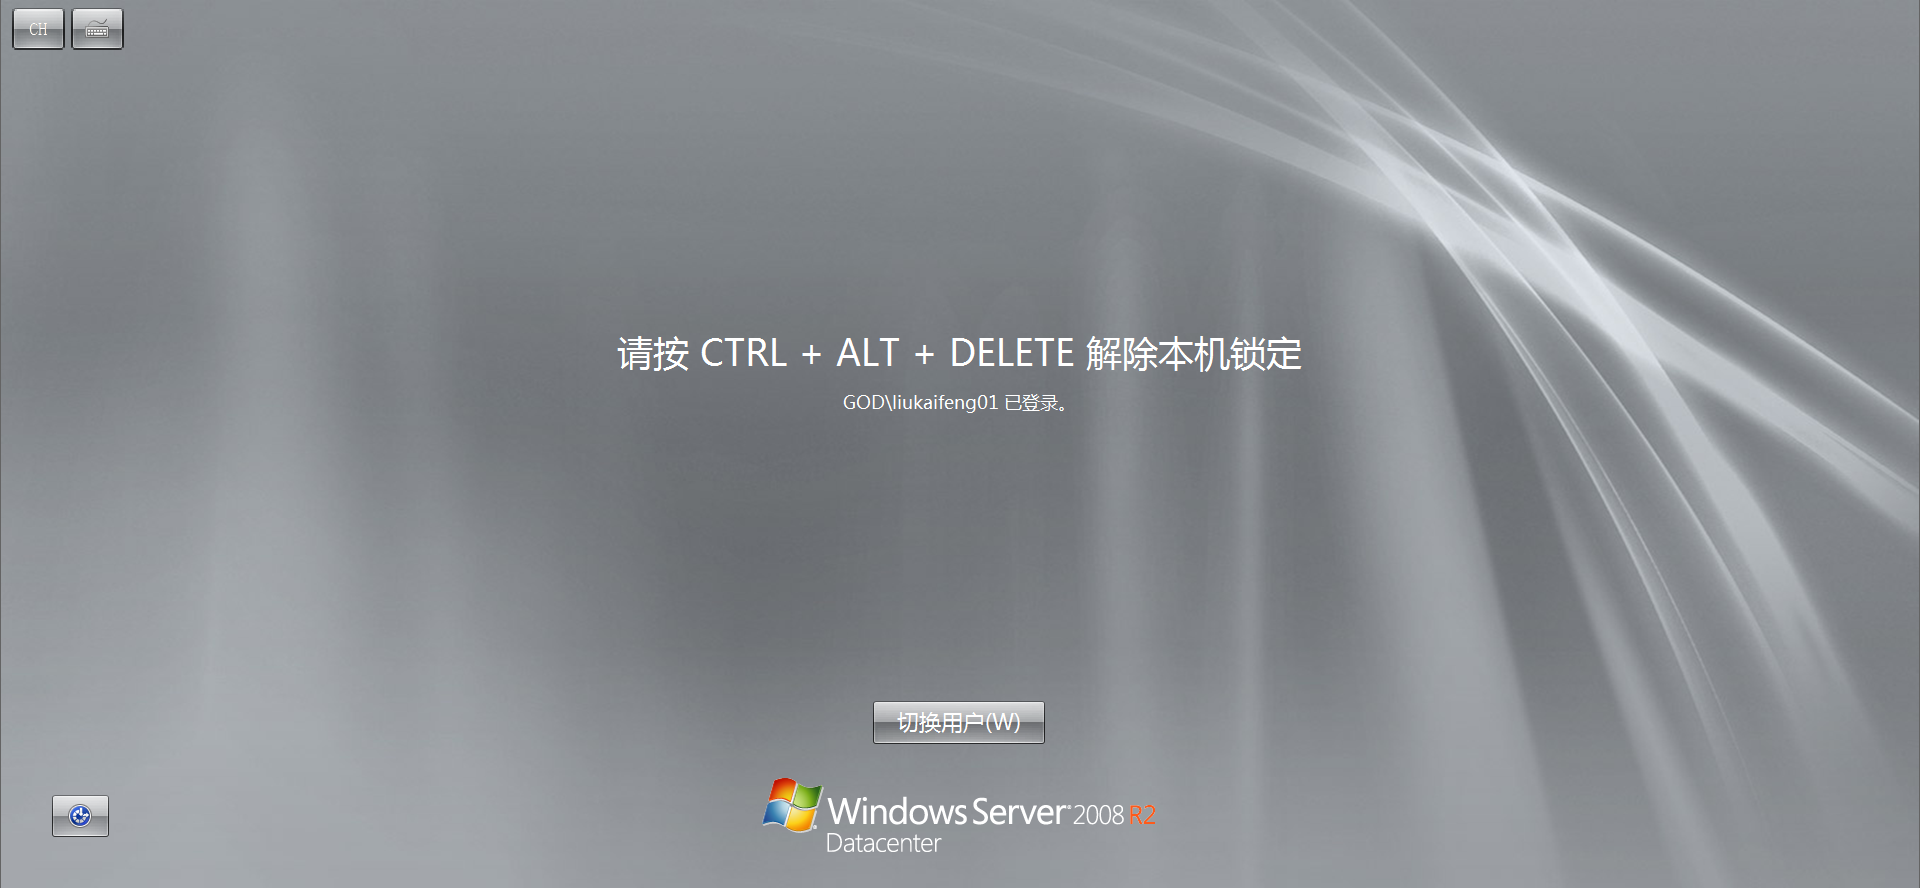 CH
请按 CTRL + ALT + DELETE 解除本机锁定
GOD\liukaifeng01 已登录。
切换用户(W)
Windows Server 2008 R2
Datacenter